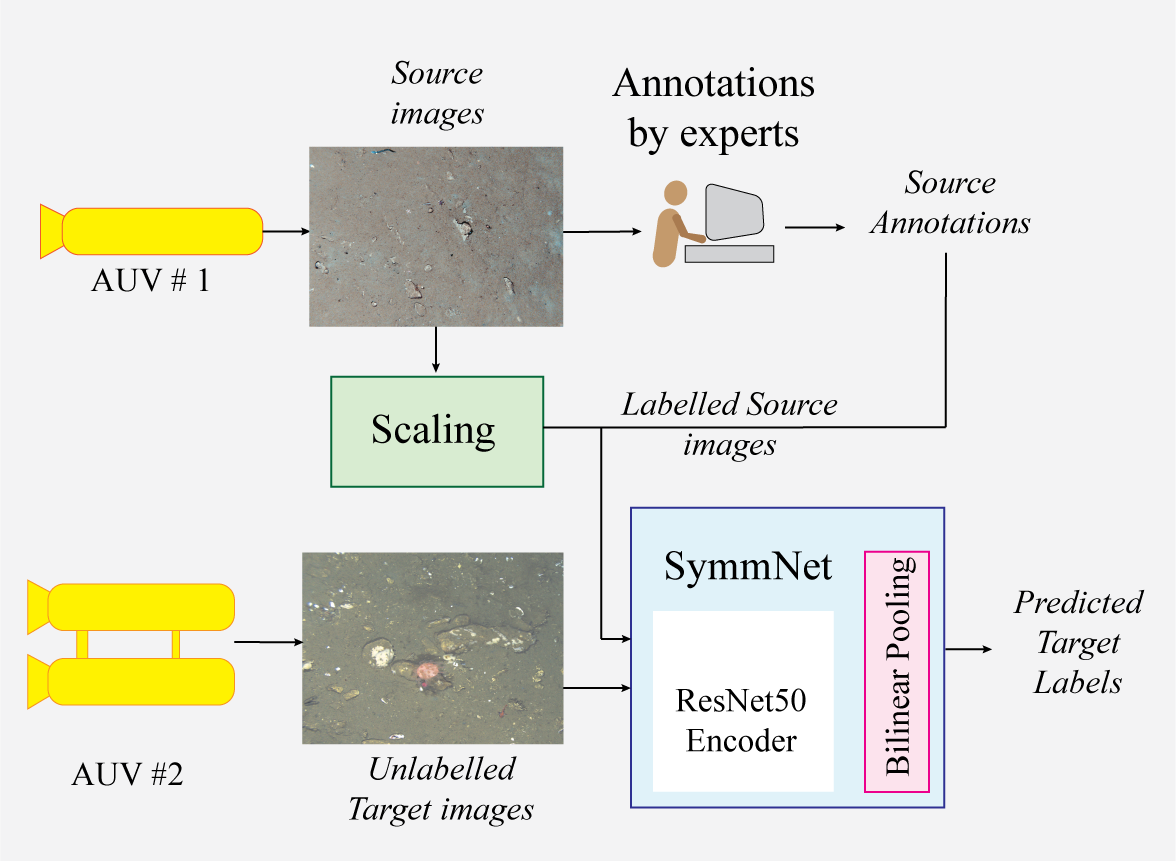 Source
images
Annotations
by experts
Source
Annotations
AUV # 1
Scaling
Labelled Source
images
SymmNet
ResNet50
Encoder
Bilinear Pooling
Predicted
Target
Labels
AUV #2
Unlabelled
Target images